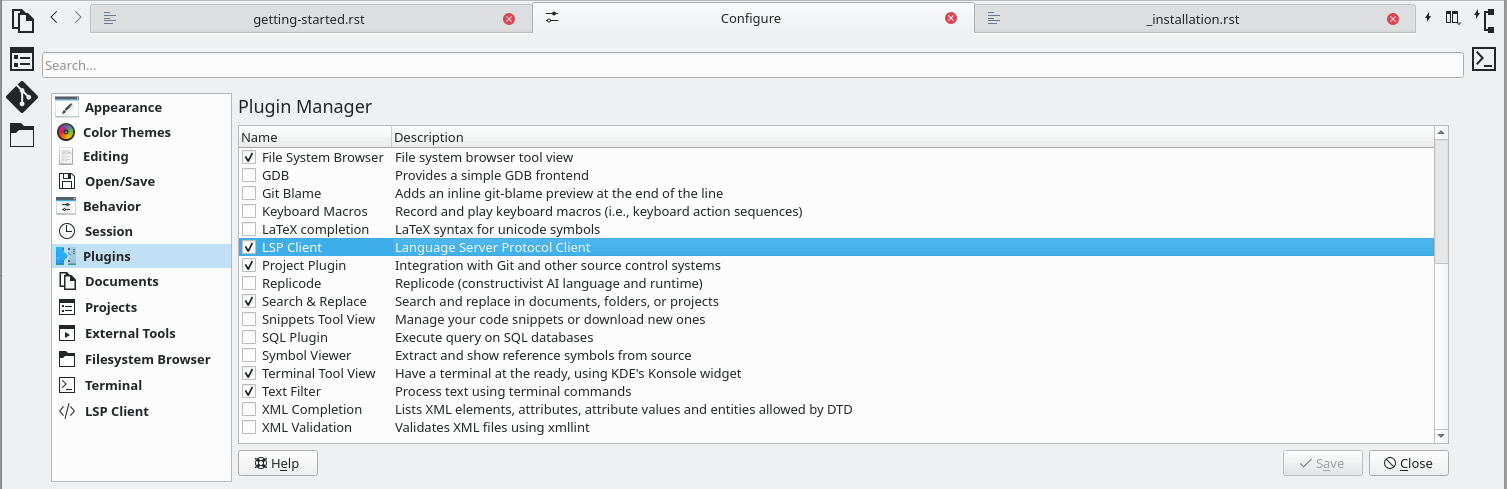 getting-started.rst
Configure
_installation.rst
Search...
Appearance
Color Themes
Editing
Open/Save
Behavior
Session
Plugins
Documents
Projects
External Tools
Filesystem Browser
Terminal
LSP Client
Plugin Manager
Name Description
File System Browser File system browser tool view
GDB Provides a simple GDB frontend
Git Blame Adds an inline git-blame preview at the end of the line
Keyboard Macros Record and play keyboard macros (i.e., keyboard action sequences)
LaTeX completion LaTeX syntax for unicode symbols
LSP Client Language Server Protocol Client
Project Plugin Integration with Git and other source control systems
Replicode Replicode (constructivist AI language and runtime)
Search & Replace Search and replace in documents, folders, or projects
Snippets Tool View Manage your code snippets or download new ones
SQL Plugin Execute query on SQL databases
Symbol Viewer Extract and show reference symbols from source
Terminal Tool View Have a terminal at the ready, using KDE's Konsole widget
Text Filter Process text using terminal commands
XML Completion Lists XML elements, attributes, attribute values and entities allowed by DTD
XML Validation Validates XML files using xmllint
Help
Save
Close